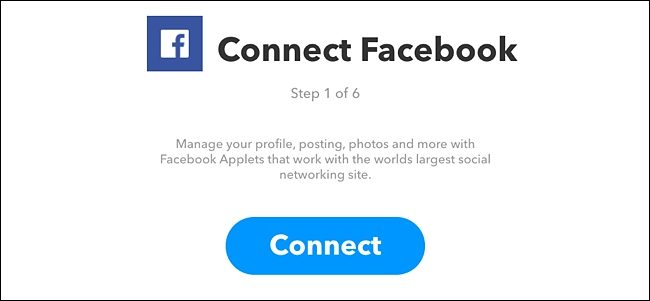 Connect Facebook
Step 1 of 6
Manage your profile, posting, photos and more with
Facebook Applets that work with the worlds largest social
networking site.
Connect